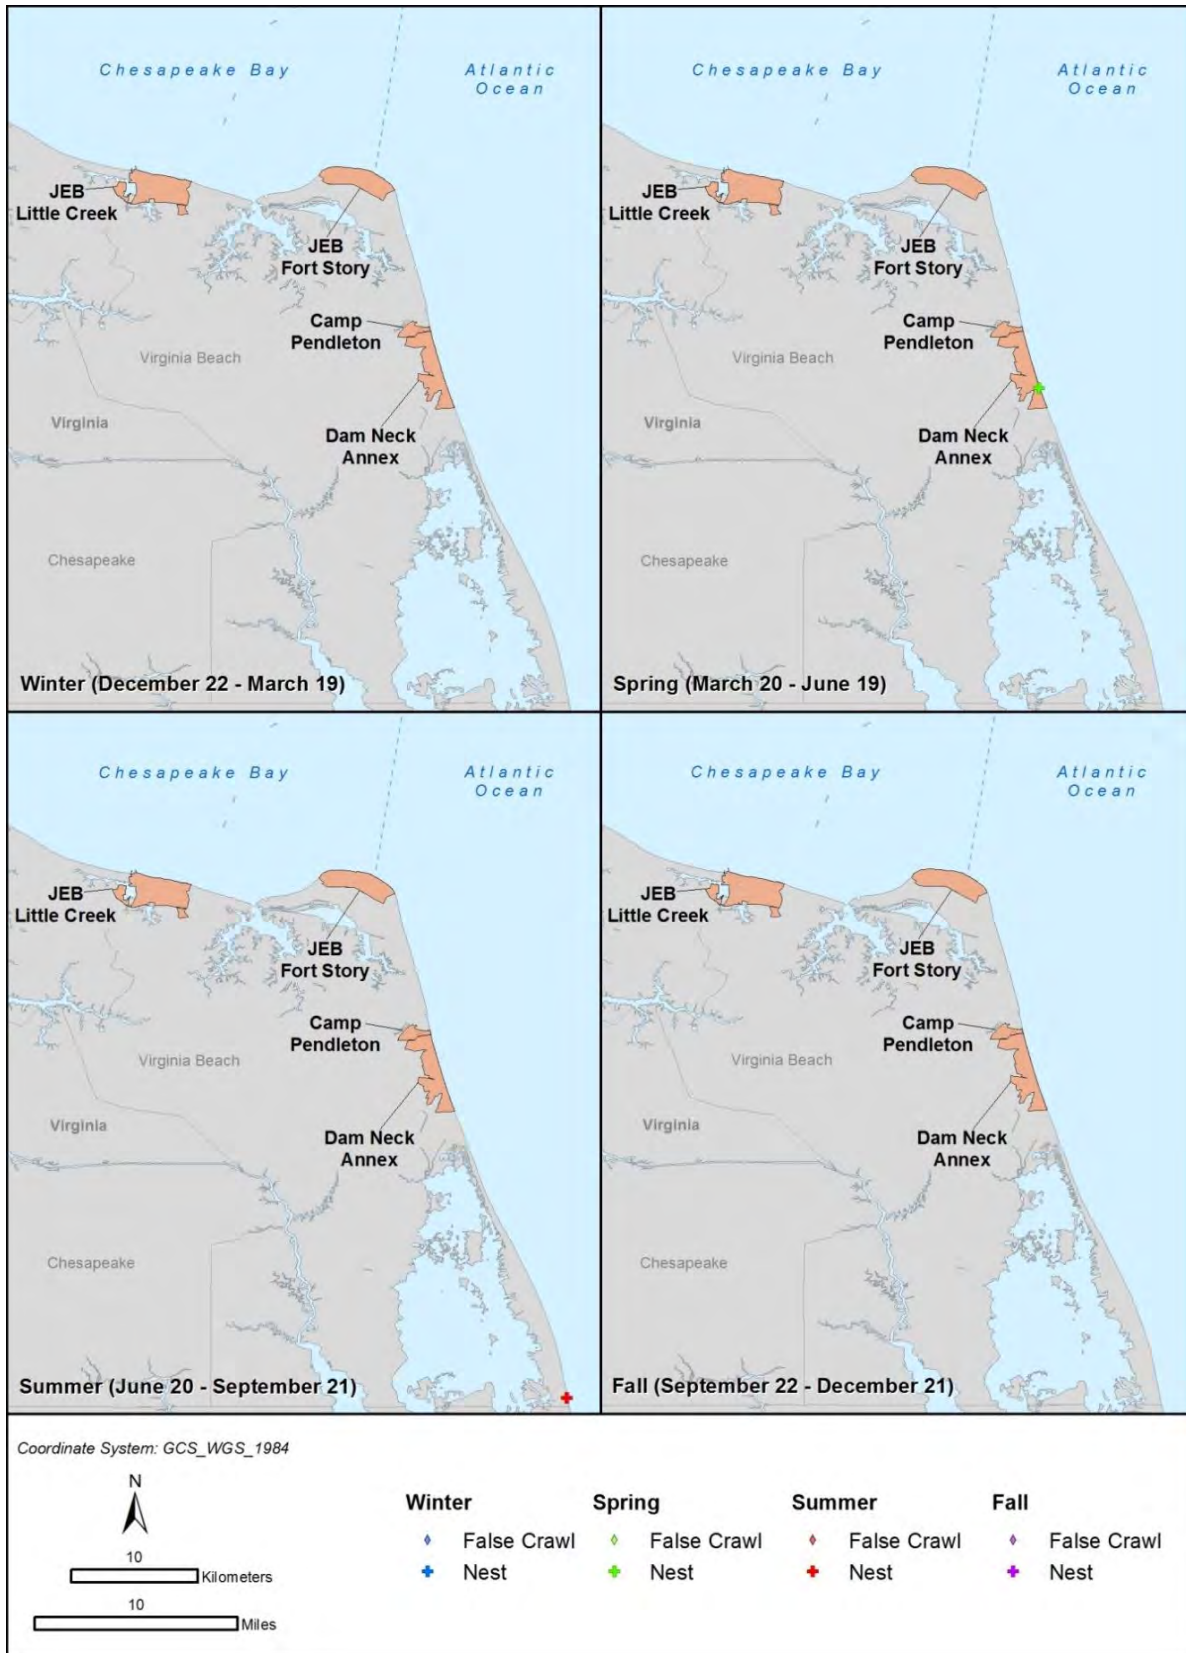 Chesapeake Bay
Atlantic
Ocean
JEB
Little Creek
JEB
Fort Story
Camp
Pendleton
Virginia Beach
Virginia
Dam Neck
Annex
Chesapeake
Winter (December 22 - March 19)
Chesapeake Bay
Atlantic
Ocean
JEB
Little Creek
JEB
Fort Story
Camp
Pendleton
Virginia Beach
Virginia
Dam Neck
Annex
Chesapeake
Spring (March 20 - June 19)
Chesapeake Bay
Atlantic
Ocean
JEB
Little Creek
JEB
Fort Story
Camp
Pendleton
Virginia Beach
Virginia
Dam Neck
Annex
Chesapeake
Summer (June 20 - September 21)
Chesapeake Bay
Atlantic
Ocean
JEB
Little Creek
JEB
Fort Story
Camp
Pendleton
Virginia Beach
Virginia
Dam Neck
Annex
Chesapeake
Fall (September 22 - December 21)
Coordinate System: GCS_WGS_1984
N
10
Kilometers
10
Miles
Winter
False Crawl
Nest
Spring
False Crawl
Nest
Summer
False Crawl
Nest
Fall
False Crawl
Nest